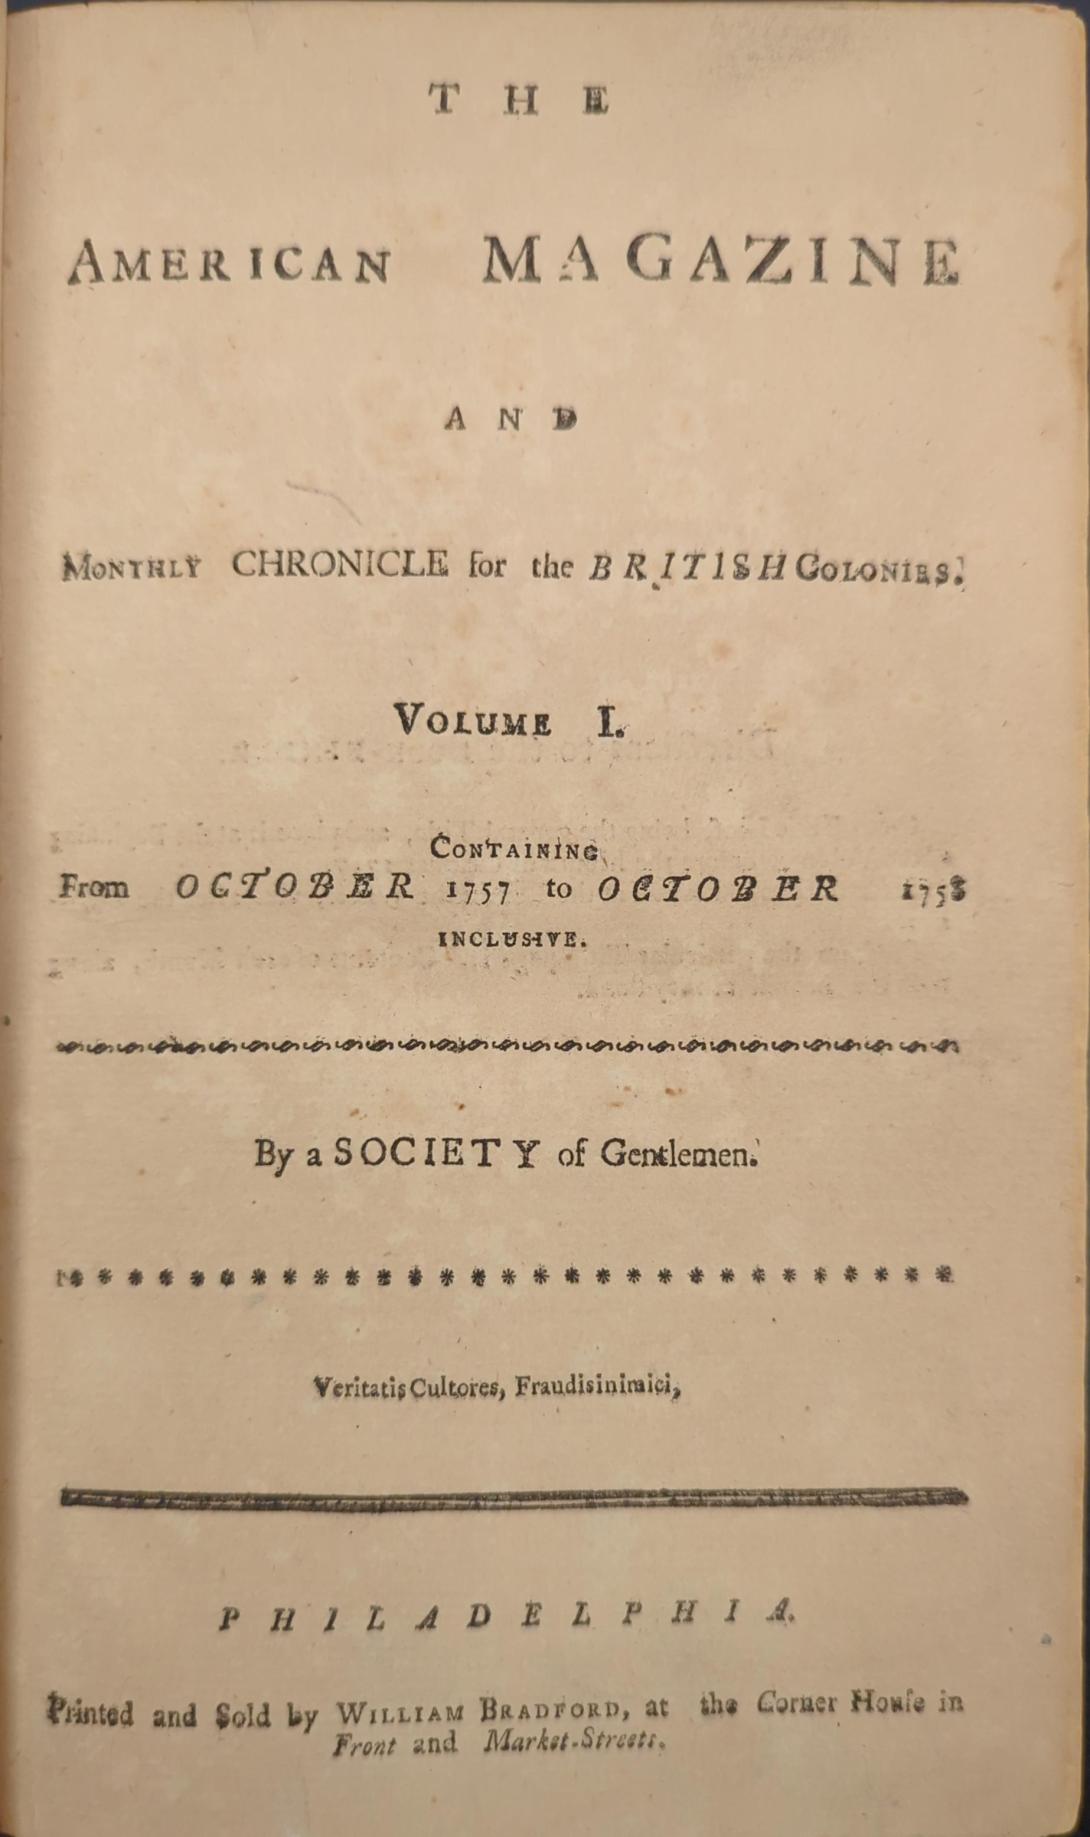 THE
AMERICAN MAGAZINE
AND
MONTHLY CHRONICLE for the BRITISH COLONIES.
VOLUME I.
CONTAINING
From OCTOBER 1757 to OCTOBER 1758
INCLUSIVE.
By a SOCIETY of Gentlemen.
Veritatis Cultores, Fraudisinimici,
PHILADELPHIA.
Printed and Sold by WILLIAM BRADFORD, at the Corner Houſe in
Front and Market-Streets.